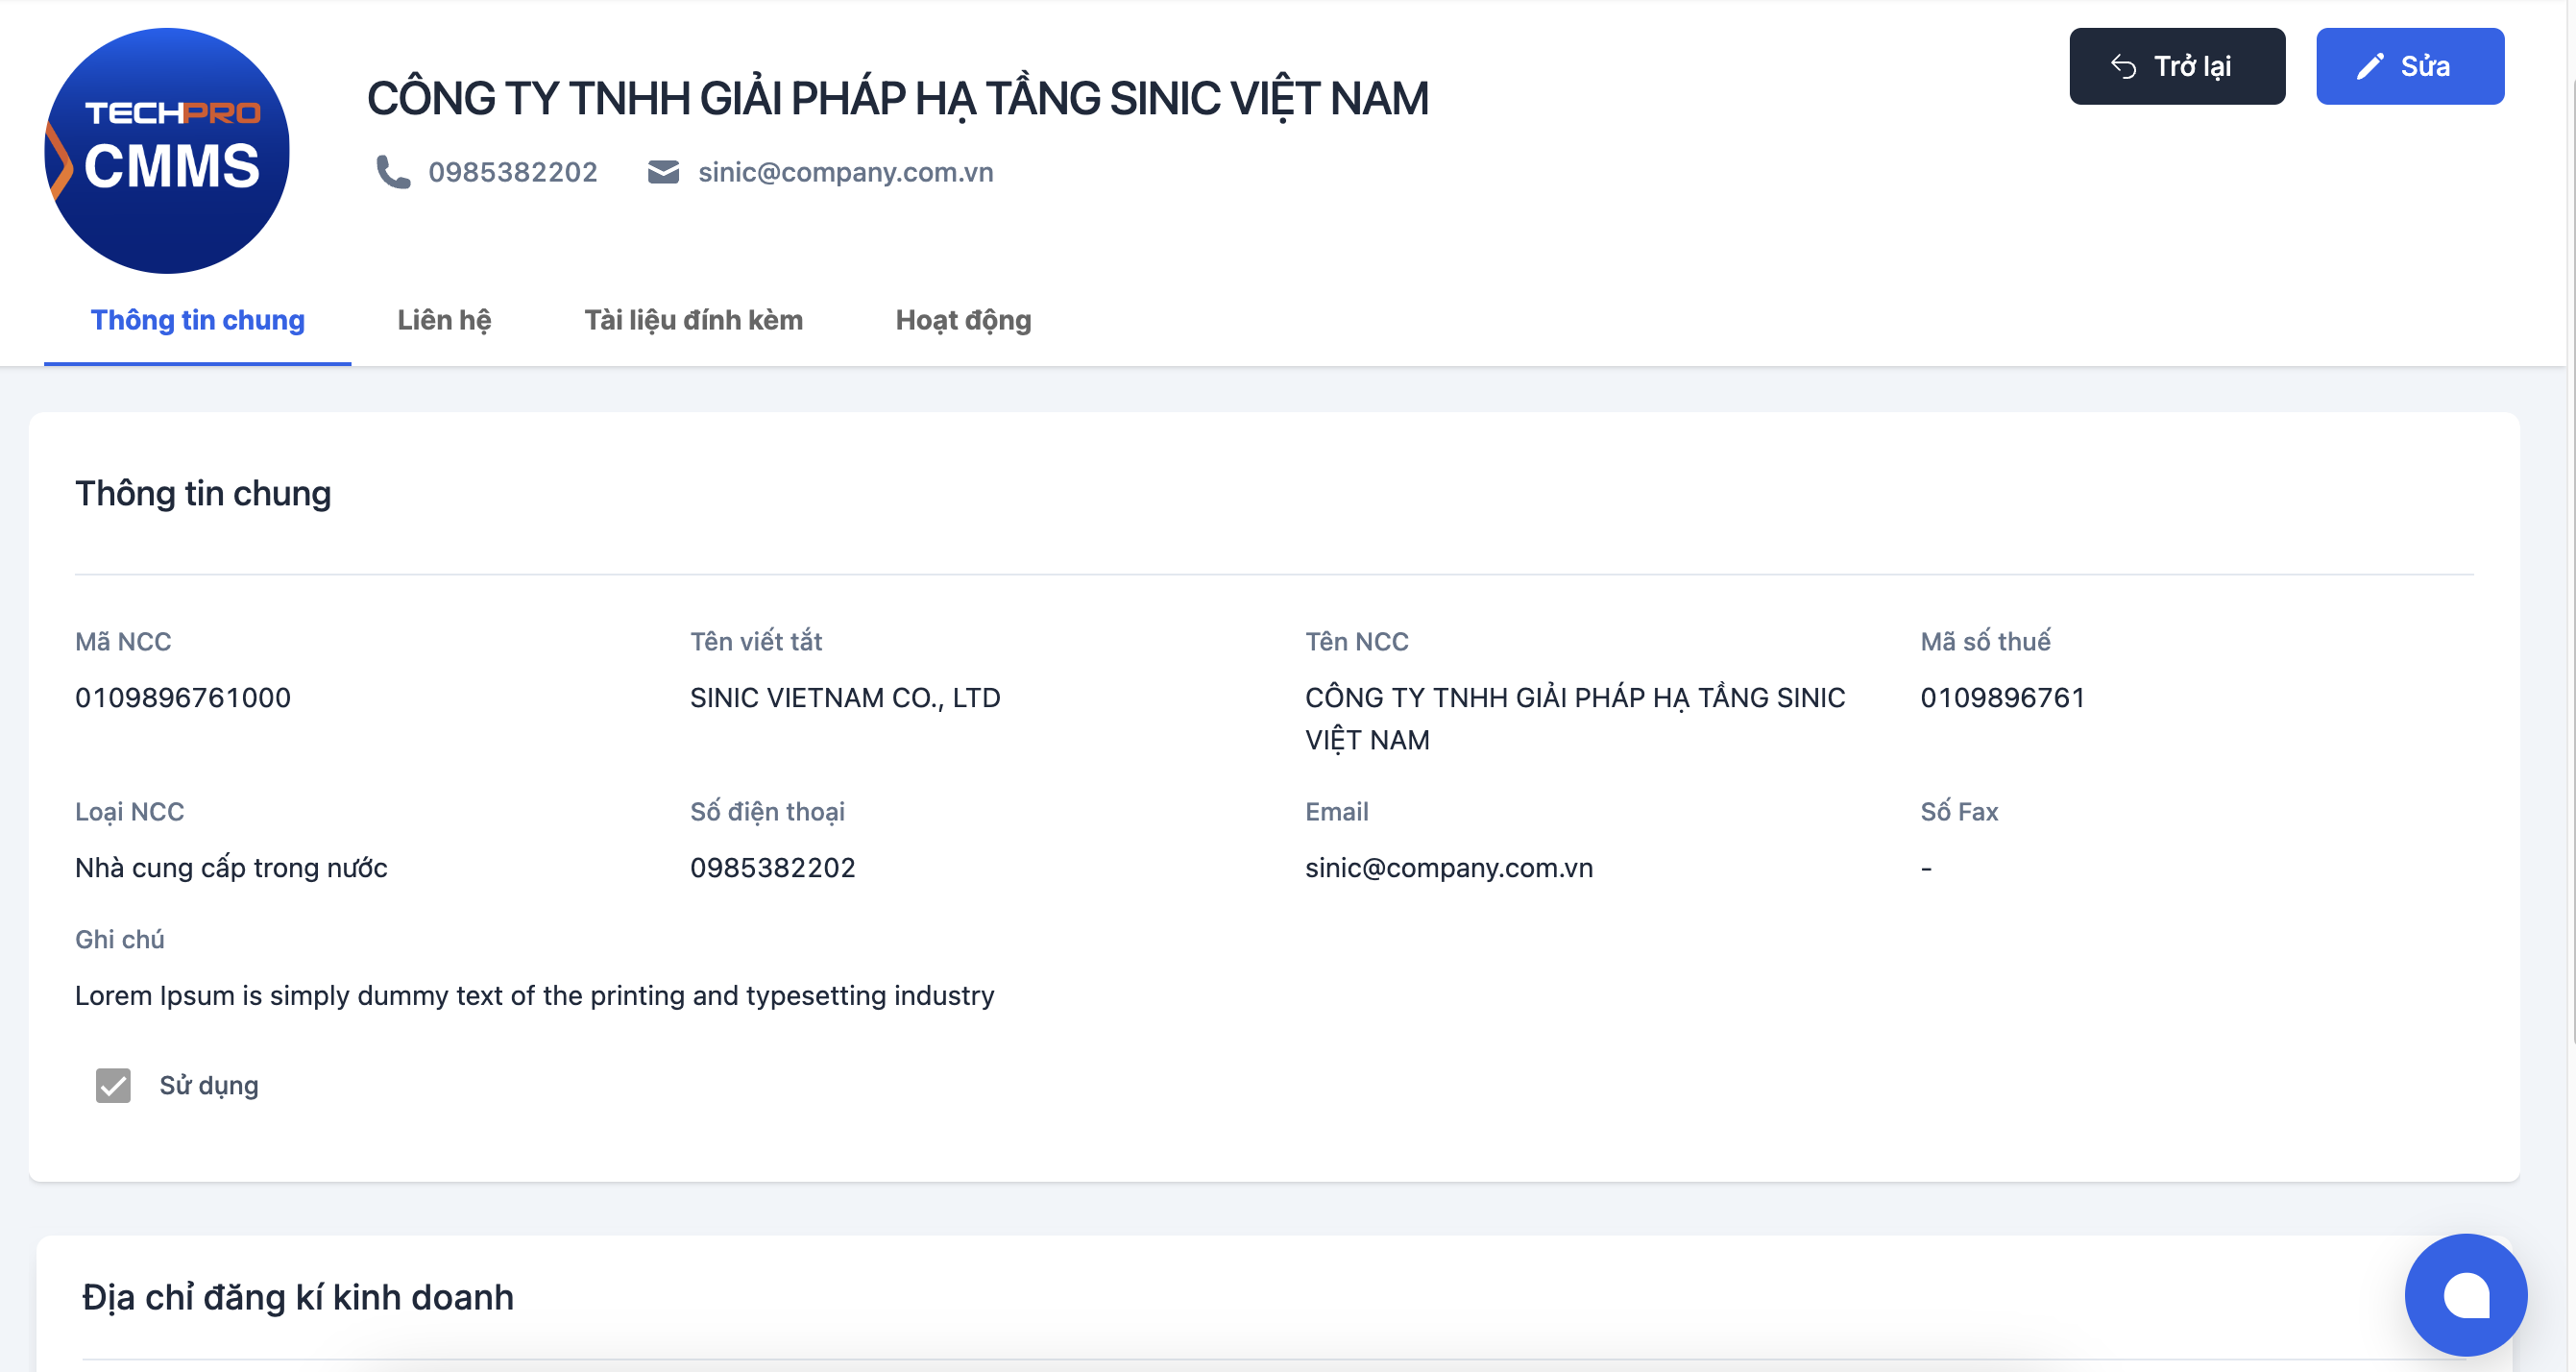 TECHPRO
CMMS
CÔNG TY TNHH GIẢI PHÁP HẠ TẦNG SINIC VIỆT NAM
0985382202 sinic@company.com.vn
Trở lại Sửa
Thông tin chung Liên hệ Tài liệu đính kèm Hoạt động
Thông tin chung
Mã NCC Tên viết tắt Tên NCC Mã số thuế
0109896761000 SINIC VIETNAM CO., LTD CÔNG TY TNHH GIẢI PHÁP HẠ TẦNG SINIC 0109896761
VIỆT NAM
Loại NCC Số điện thoại Email Số Fax
Nhà cung cấp trong nước 0985382202 sinic@company.com.vn -
Ghi chú
Lorem Ipsum is simply dummy text of the printing and typesetting industry
Sử dụng
Địa chỉ đăng kí kinh doanh